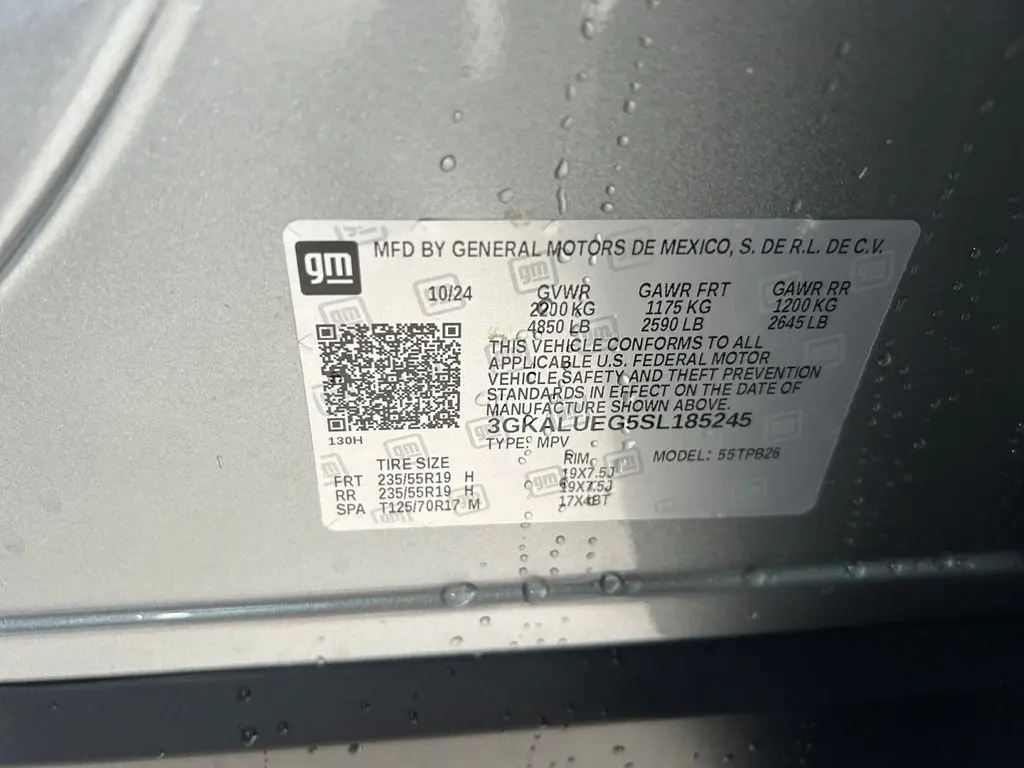 gm
MFD BY GENERAL MOTORS DE MEXICO, S. DE R.L. DE C.V.
10/24 GVWR GAWR FRT GAWR RR
2200 KG 1175 KG 1200 KG
4850 LB 2590 LB 2645 LB
THIS VEHICLE CONFORMS TO ALL
APPLICABLE U.S. FEDERAL MOTOR
VEHICLE SAFETY AND THEFT PREVENTION
STANDARDS IN EFFECT ON THE DATE OF
MANUFACTURE SHOWN ABOVE.
3GKALUEG5SL185245
130H
TYPE: MPV MODEL: 55TPB26
TIRE SIZE RIM
FRT 235/55R19 H 19X7.5J
RR 235/55R19 H 19X7.5J
SPA T125/70R17 M 17X4BT